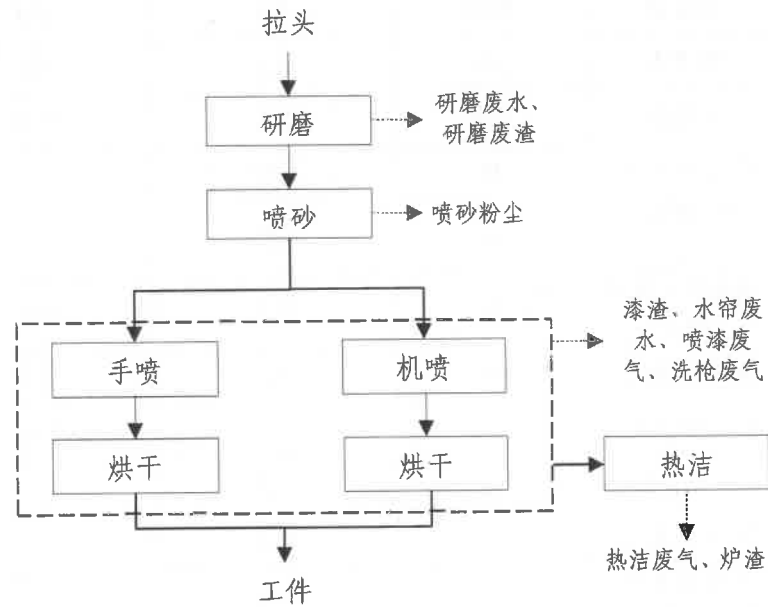 拉头
研磨
研磨废水、
研磨废渣
喷砂
喷砂粉尘
漆渣、水帘废
水、喷漆废
气、洗枪废气
手喷
机喷
烘干
烘干
热洁
热洁废气、炉渣
工件